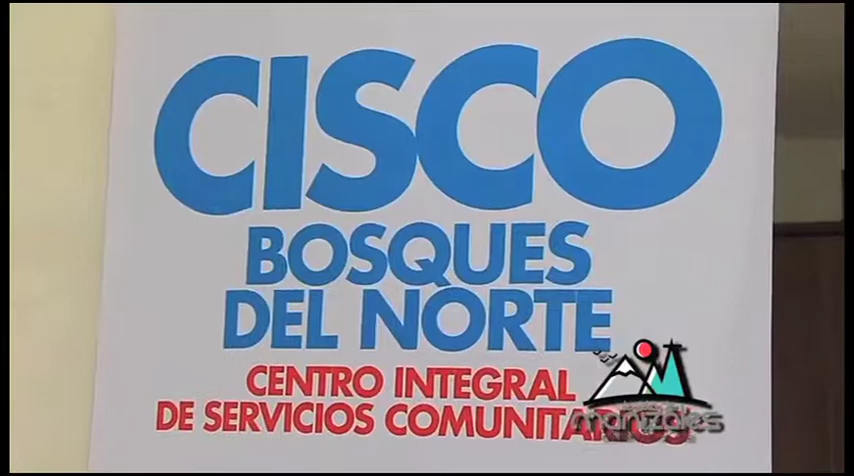 CISCO
BOSQUES
DEL NORTE
CENTRO INTEGRAL
DE SERVICIOS COMUNITARIOS
manizales